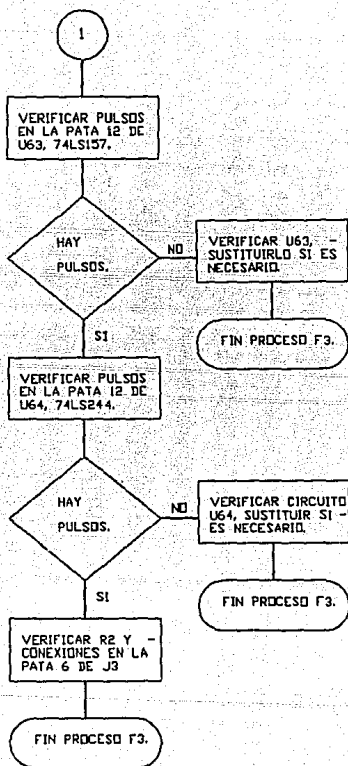 1
VERIFICAR PULSOS
EN LA PATA 12 DE
U63, 74LS157.
HAY
PULSOS.
NO
VERIFICAR U63, -
SUSTITUIRLO SI ES
NECESARIO.
FIN PROCESO F3.
SI
VERIFICAR PULSOS
EN LA PATA 12 DE
U64, 74LS244.
HAY
PULSOS.
NO
VERIFICAR CIRCUITO
U64, SUSTITUIR SI -
ES NECESARIO.
FIN PROCESO F3.
SI
VERIFICAR R2 Y -
CONEXIONES EN LA
PATA 6 DE J3
FIN PROCESO F3.